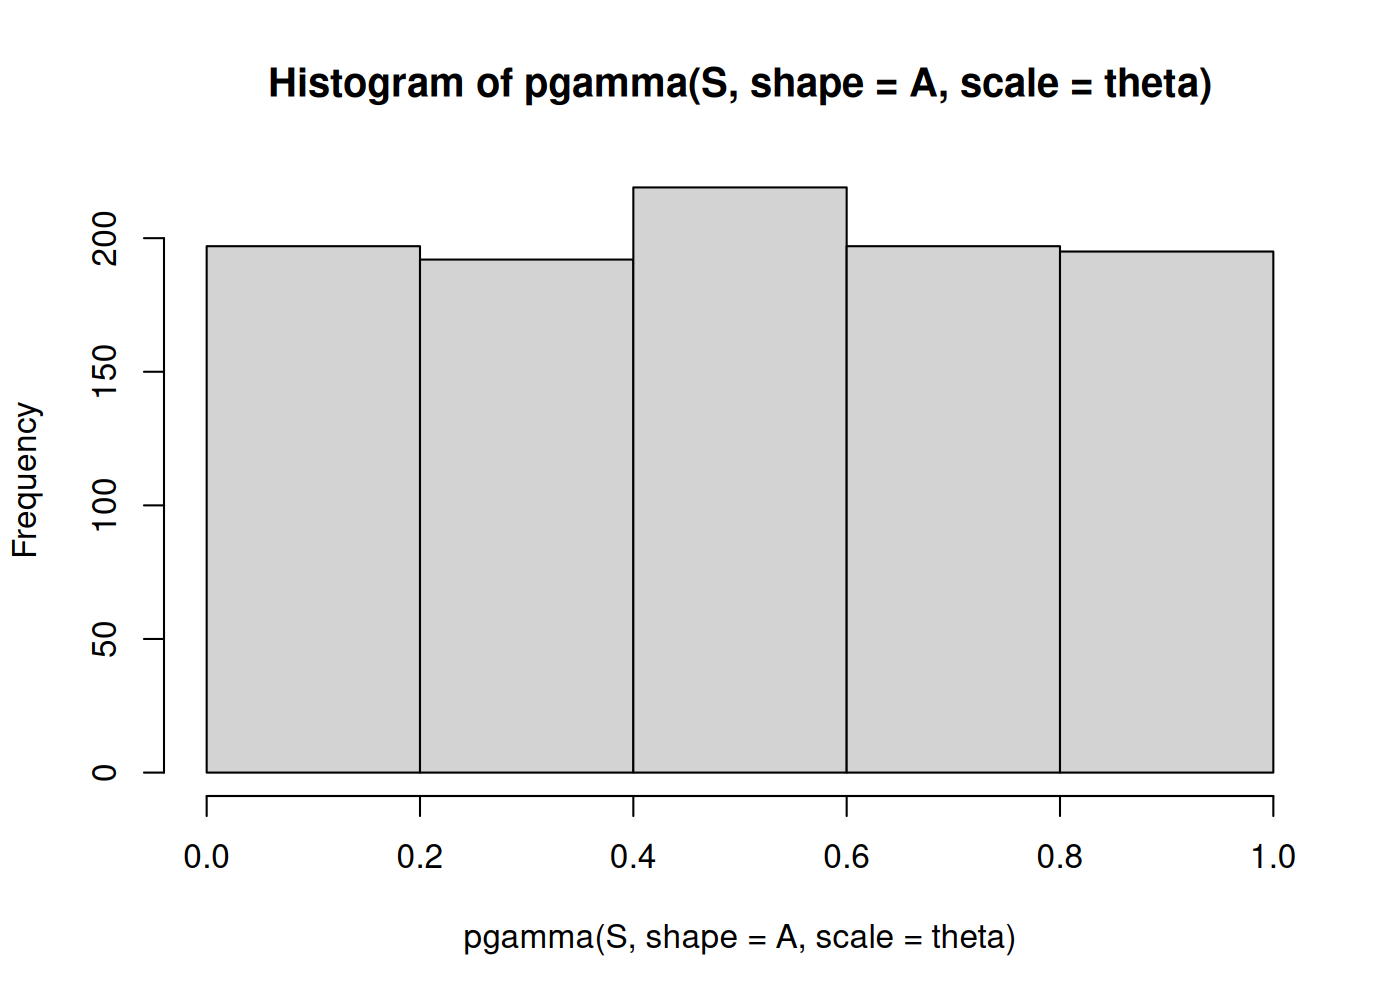 Histogram of pgamma(S, shape = A, scale = theta)
Frequency
200
150
100
50
0
0.0 0.2 0.4 0.6 0.8 1.0
pgamma(S, shape = A, scale = theta)